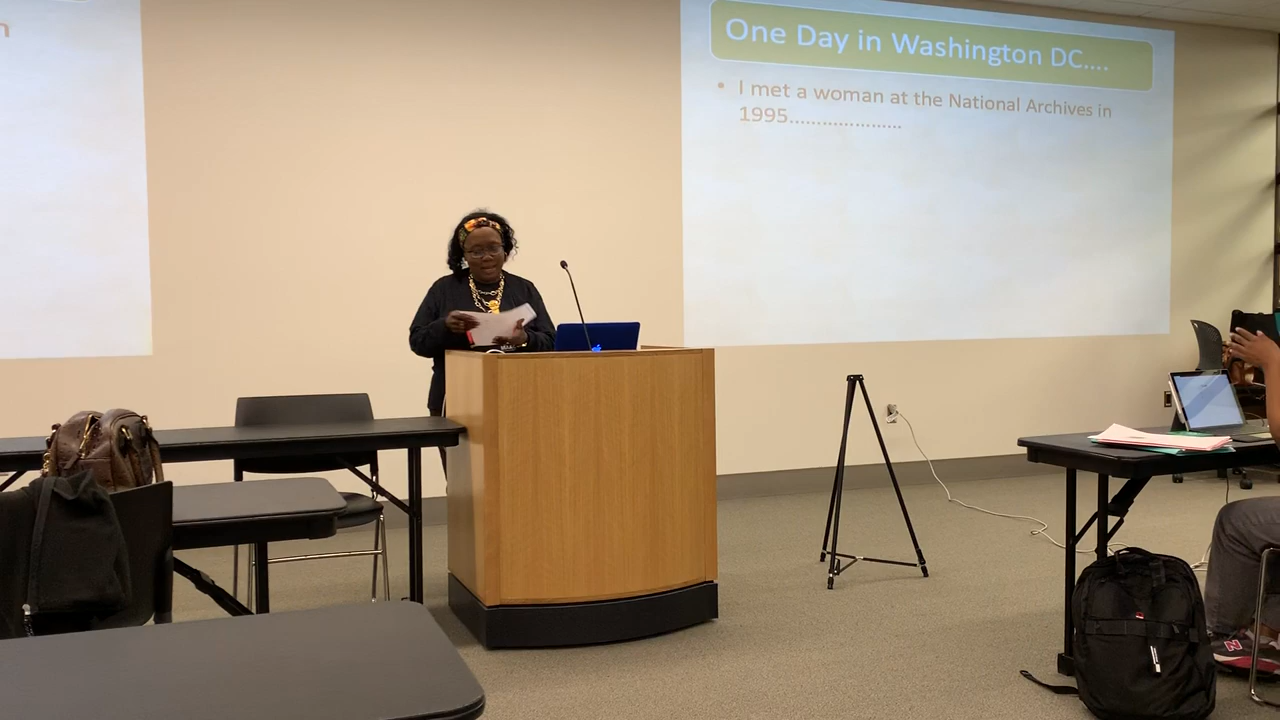 n
One Day in Washington DC....
• I met a woman at the National Archives in
1995....................
N